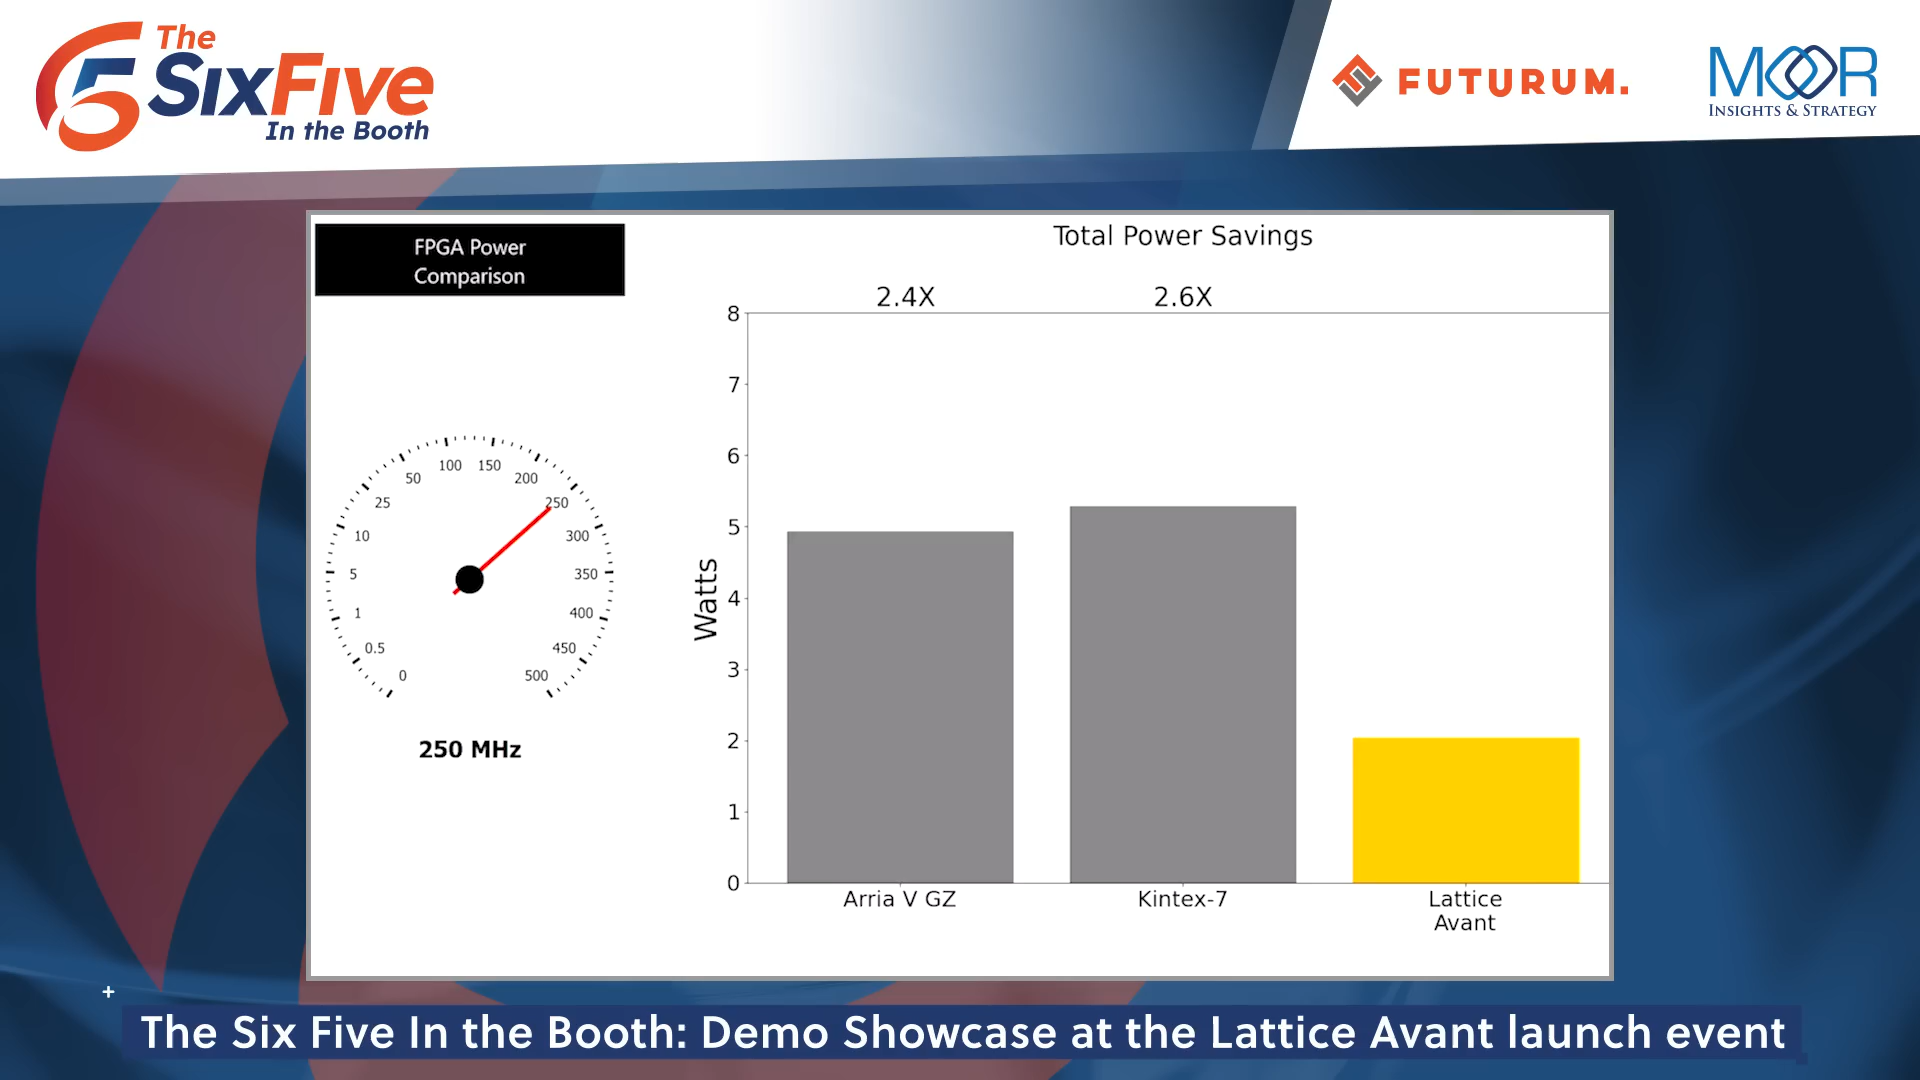 The
SixFive
In the Booth
FUTURUM.
MOOR
INSIGHTS & STRATEGY
FPGA Power
Comparison
Total Power Savings
2.4X 2.6X
8
7
6
5
4
3
2
1
0
Watts
Arria V GZ
Kintex-7
Lattice
Avant
0
0.5
1
5
10
25
50
100
150
200
250
300
350
400
450
500
250 MHz
The Six Five In the Booth: Demo Showcase at the Lattice Avant launch event